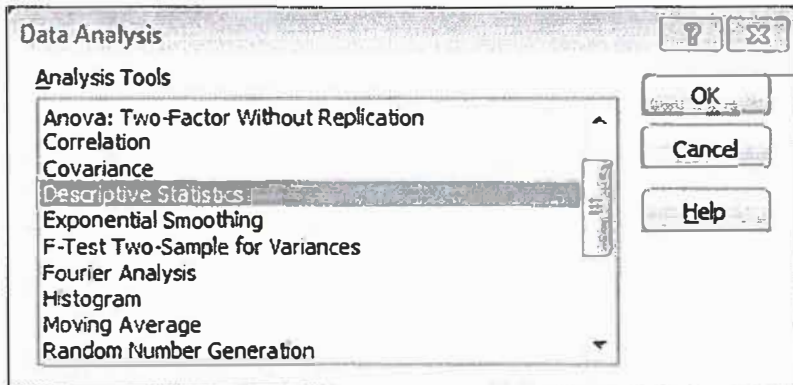 Data Analysis
?
Analysis Tools
Anova: Two-Factor Without Replication
Correlation
Covariance
Descriptive Statistics
Exponential Smoothing
F-Test Two-Sample for Variances
Fourier Analysis
Histogram
Moving Average
Random Number Generation
OK
Cancel
Help